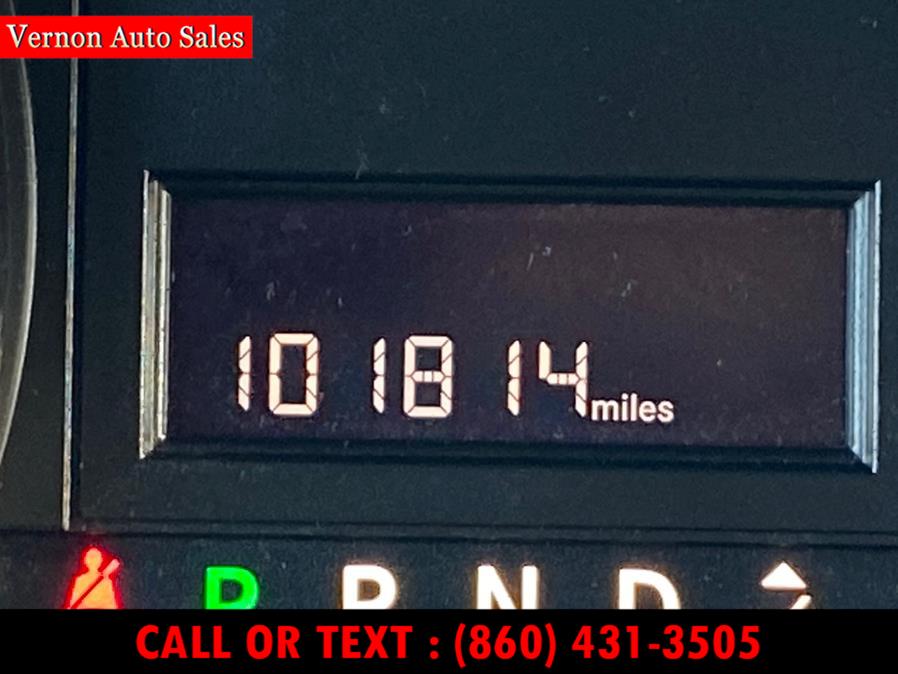 Vernon Auto Sales
101814 miles
P R N D
CALL OR TEXT : (860) 431-3505